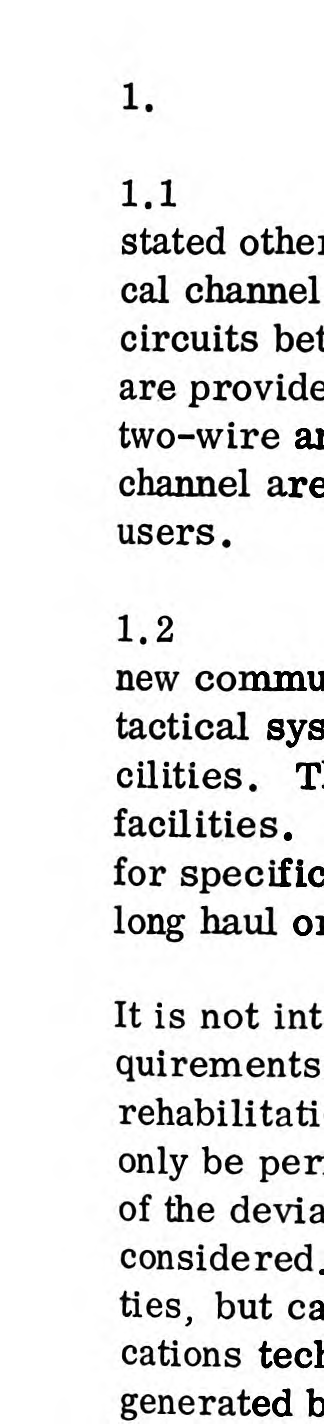 1.
1.1
stated other
cal channel
circuits bet
are provide
two-wire an
channel are
users.
1.2
new commu
tactical sys
cilities. Th
facilities.
for specific
long haul or
It is not int
quirements
rehabilitati
only be per
of the devia
considered.
ties, but ca
cations tech
generated b